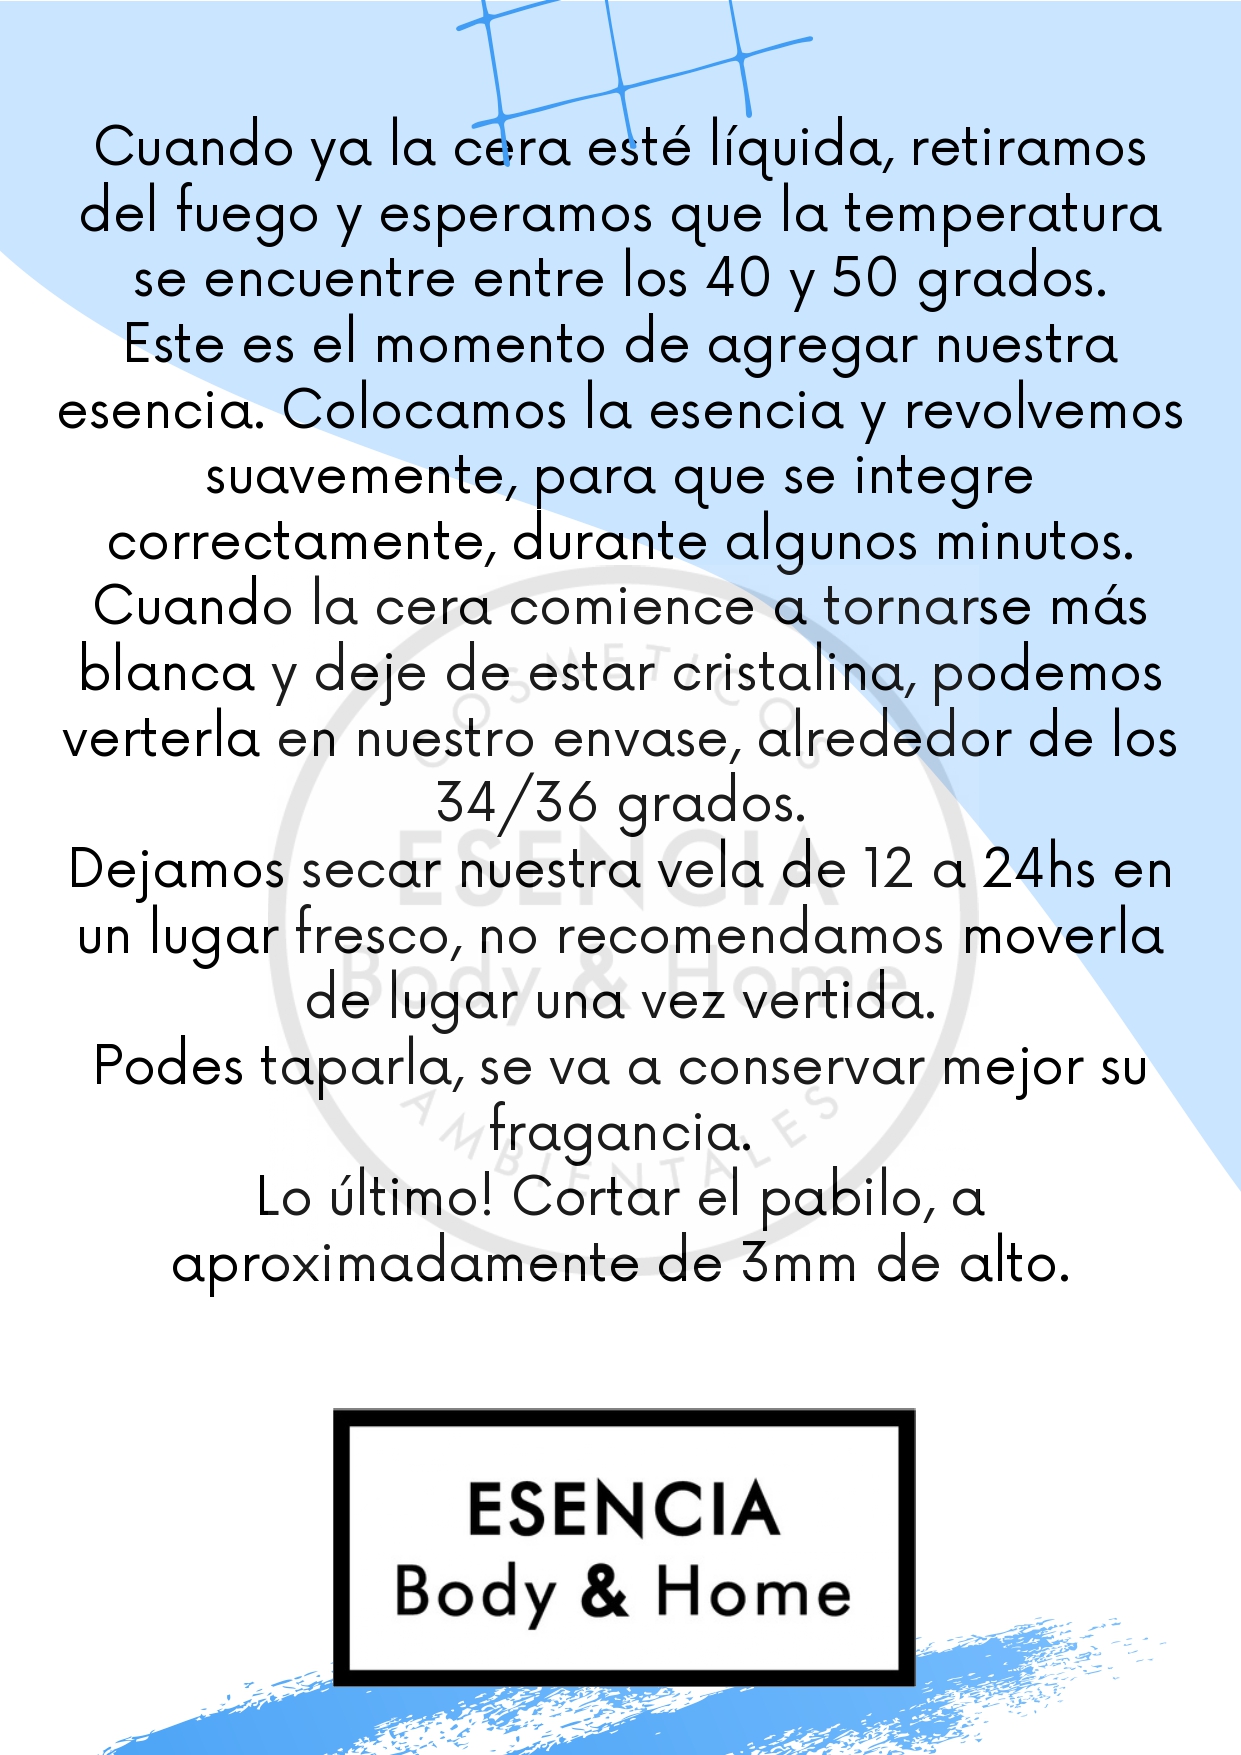 Cuando ya la cera esté líquida, retiramos
del fuego y esperamos que la temperatura
se encuentre entre los 40 y 50 grados.
Este es el momento de agregar nuestra
esencia. Colocamos la esencia y revolvemos
suavemente, para que se integre
correctamente, durante algunos minutos.
Cuando la cera comience a tornarse más
blanca y deje de estar cristalina, podemos
verterla en nuestro envase, alrededor de los
34/36 grados.
Dejamos secar nuestra vela de 12 a 24hs en
un lugar fresco, no recomendamos moverla
de lugar una vez vertida.
Podes taparla, se va a conservar mejor su
fragancia.
Lo último! Cortar el pabilo, a
aproximadamente de 3mm de alto.
COSMETICOS
ESENCIA
Body & Home
AMBIENTALES
ESENCIA
Body & Home